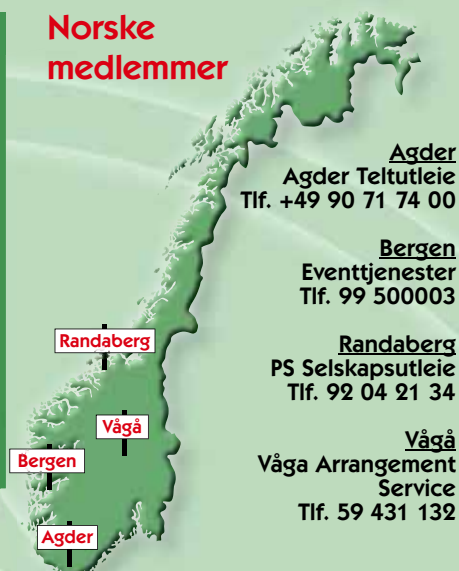 Norske
medlemmer
Agder
Agder Teltutleie
Tlf. +49 90 71 74 00
Bergen
Eventtjenester
Tlf. 99 500003
Randaberg
PS Selskapsutleie
Tlf. 92 04 21 34
Vågå
Våga Arrangement
Service
Tlf. 59 431 132
Randaberg
Vågå
Bergen
Agder